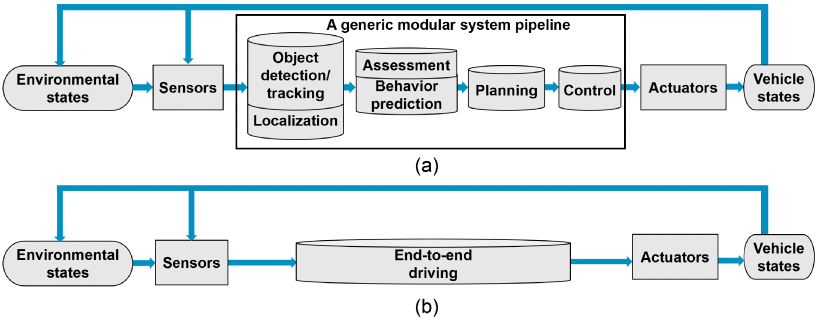 A generic modular system pipeline
Environmental
states
Sensors
Object
detection/
tracking
Localization
Assessment
Behavior
prediction
Planning
Control
Actuators
Vehicle
states
(a)
Environmental
states
Sensors
End-to-end
driving
Actuators
Vehicle
states
(b)